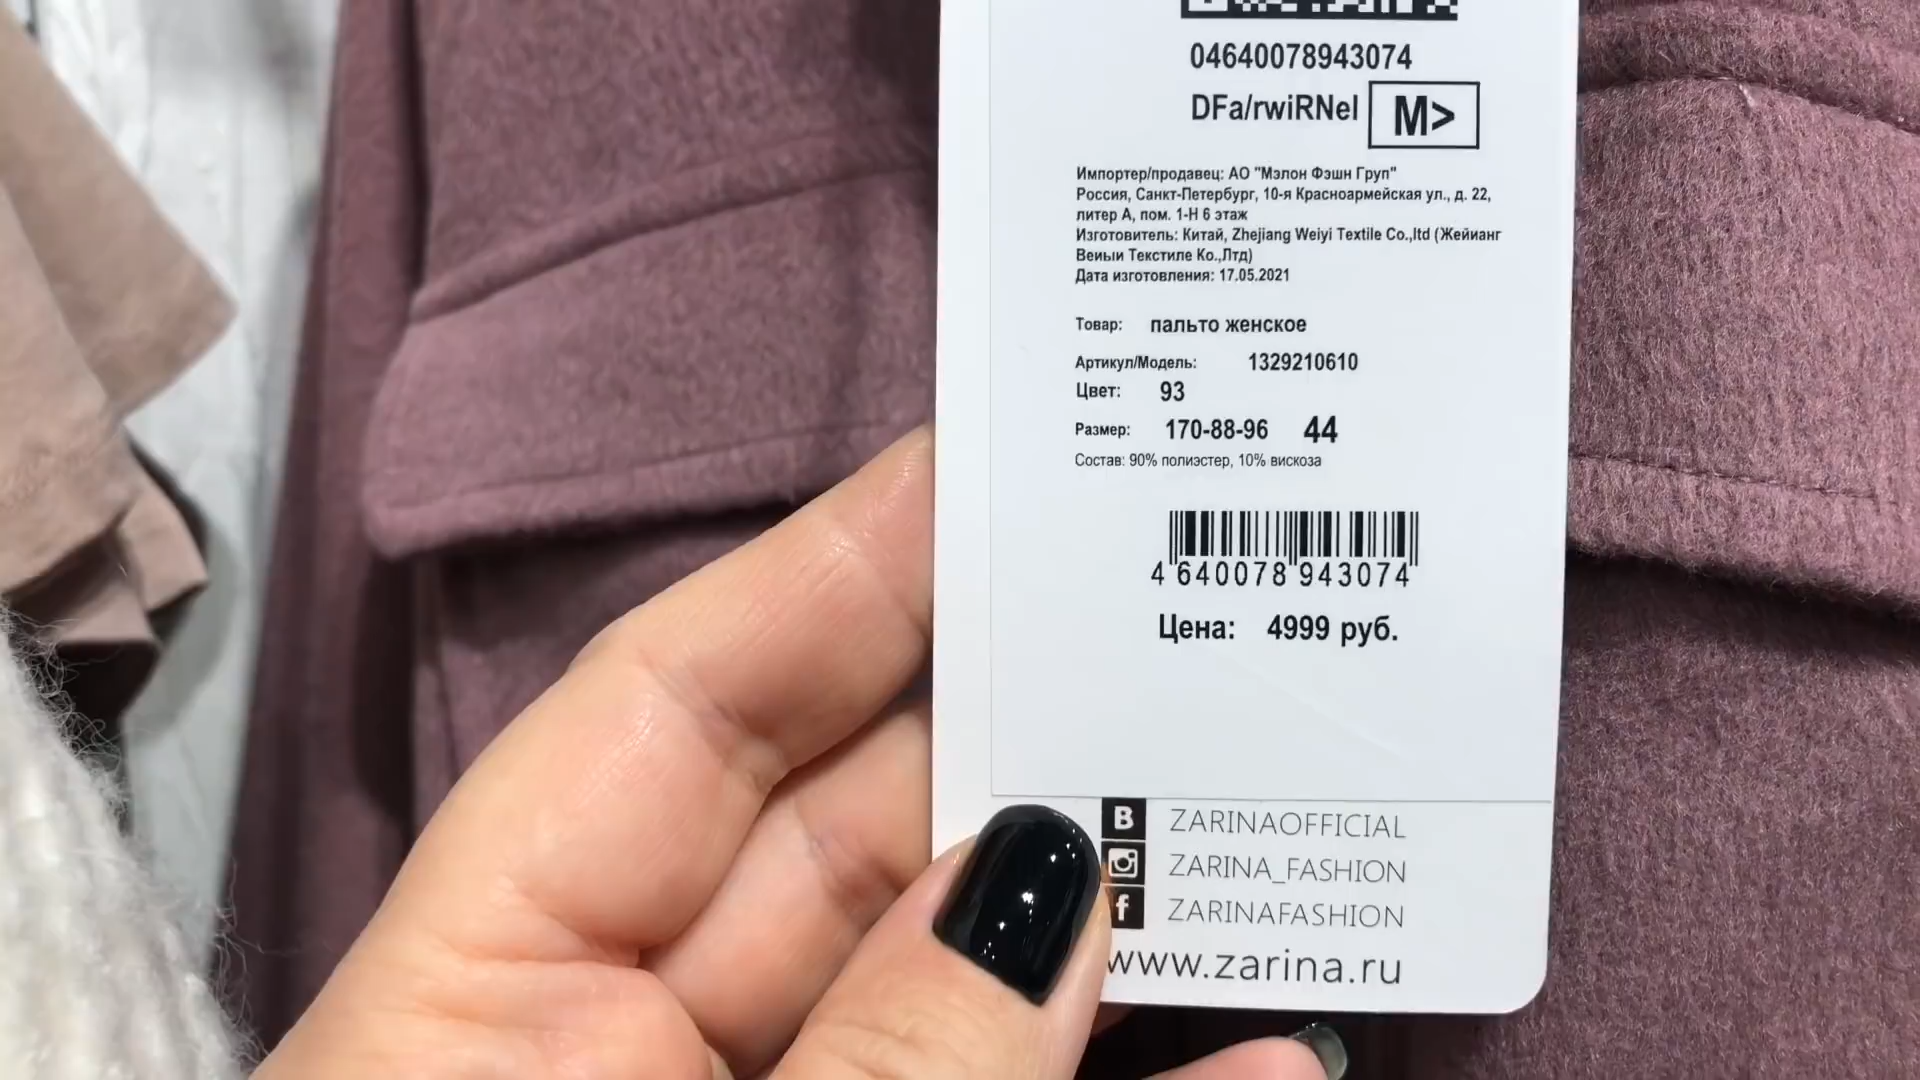 04640078943074
DFa/rwiRNel M>
Импортер/продавец: АО "Мэлон Фэшн Груп"
Россия, Санкт-Петербург, 10-я Красноармейская ул., д. 22,
литер А, пом. 1-Н 6 этаж
Изготовитель: Китай, Zhejiang Weiyi Textile Co.,ltd (Жейианг
Веиыи Текстиле Ко.,Лтд)
Дата изготовления: 17.05.2021
Товар: пальто женское
Артикул/Модель: 1329210610
Цвет: 93
Размер: 170-88-96 44
Состав: 90% полиэстер, 10% вискоза
4 640078 943074
Цена: 4999 руб.
B ZARINAOFFICIAL
ZARINA_FASHION
f ZARINAFASHION
www.zarina.ru